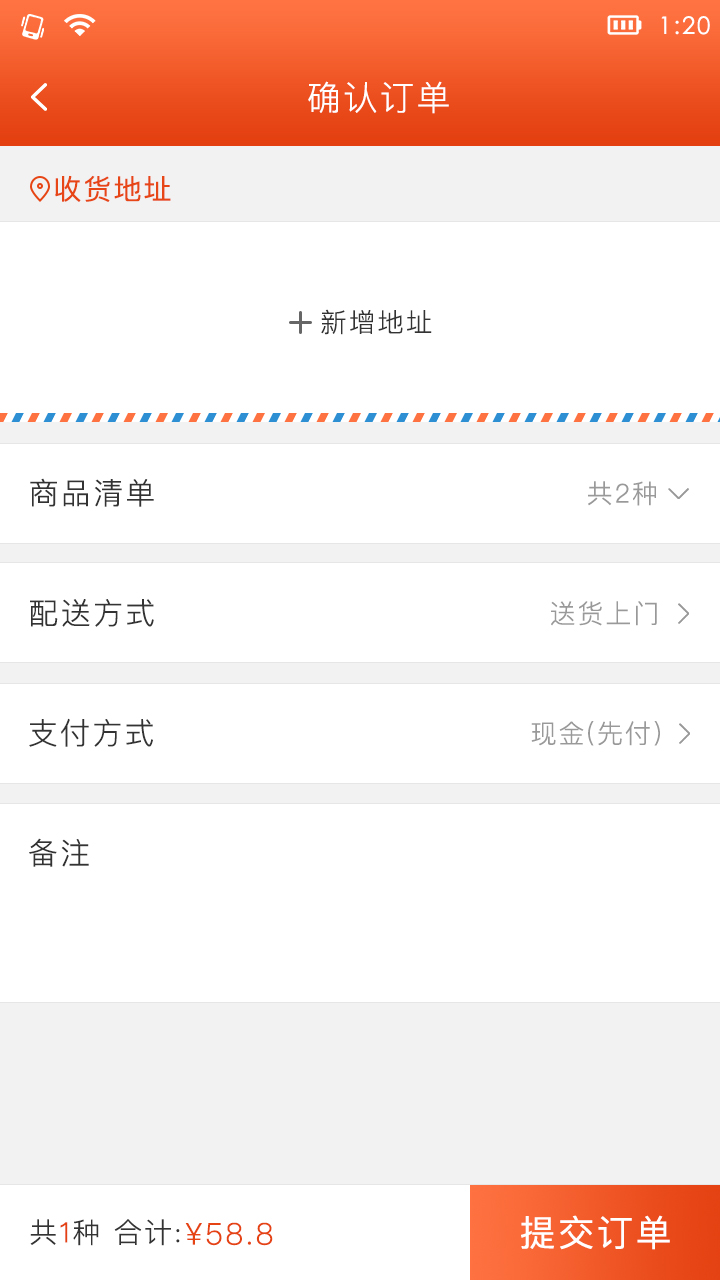 1:20
确认订单
收货地址
新增地址
商品清单 共2种
配送方式 送货上门
支付方式 现金(先付)
备注
共1种 合计:¥58.8 提交订单